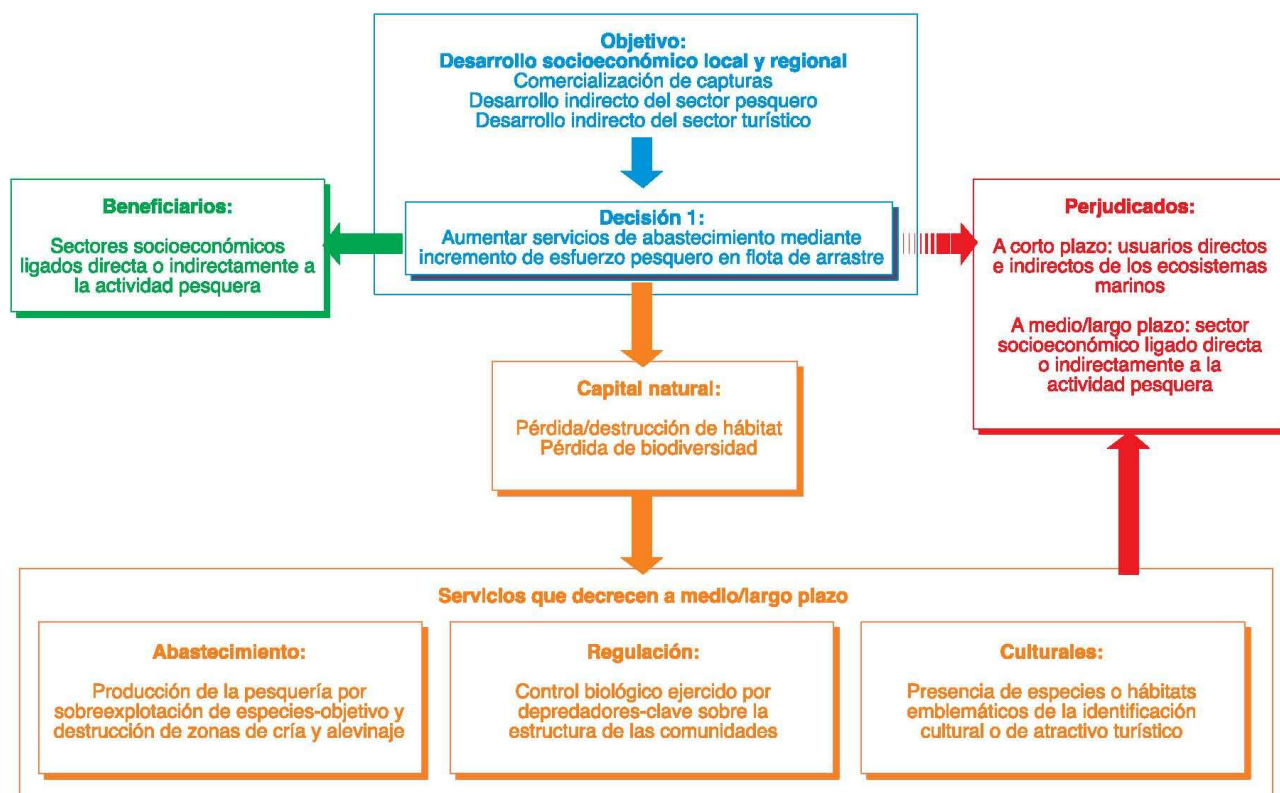 Objetivo:
Desarrollo socioeconómico local y regional
Comercialización de capturas
Desarrollo indirecto del sector pesquero
Desarrollo indirecto del sector turístico
Beneficiarios:
Sectores socioeconómicos
ligados directa o indirectamente a
la actividad pesquera
Decisión 1:
Aumentar servicios de abastecimiento mediante
incremento de esfuerzo pesquero en flota de arrastre
Perjudicados:
A corto plazo: usuarios directos
e indirectos de los ecosistemas
marinos
A medio/largo plazo: sector
socioeconómico ligado directa
o indirectamente a la
actividad pesquera
Capital natural:
Pérdida/destrucción de hábitat
Pérdida de biodiversidad
Servicios que decrecen a medio/largo plazo
Abastecimiento:
Producción de la pesquería por
sobreexplotación de especies-objetivo y
destrucción de zonas de cría y alevinaje
Regulación:
Control biológico ejercido por
depredadores-clave sobre la
estructura de las comunidades
Culturales:
Presencia de especies o hábitats
emblemáticos de la identificación
cultural o de atractivo turístico